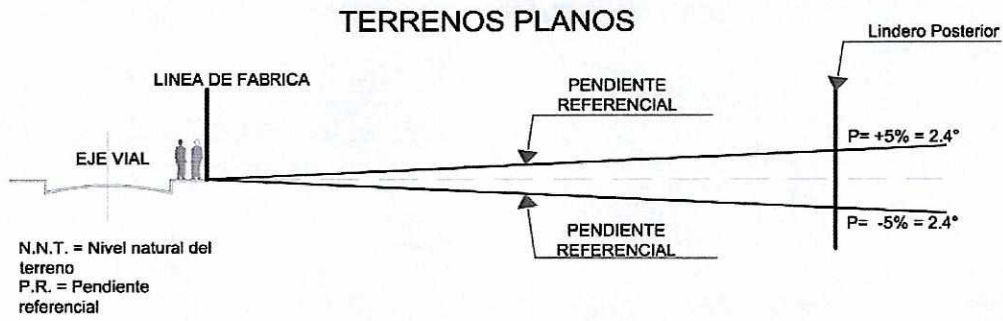 TERRENOS PLANOS
Lindero Posterior
LINEA DE FABRICA
PENDIENTE
REFERENCIAL
EJE VIAL
P= +5% = 2.4°
P= -5% = 2.4°
PENDIENTE
REFERENCIAL
N.N.T. = Nivel natural del
terreno
P.R. = Pendiente
referencial